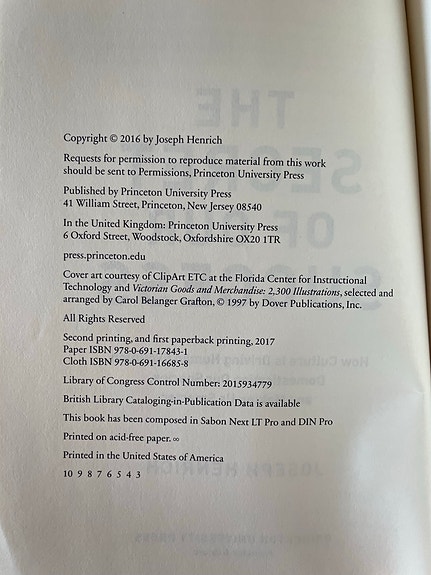 Copyright © 2016 by Joseph Henrich
Requests for permission to reproduce material from this work
should be sent to Permissions, Princeton University Press
Published by Princeton University Press
41 William Street, Princeton, New Jersey 08540
In the United Kingdom: Princeton University Press
6 Oxford Street, Woodstock, Oxfordshire OX20 1TR
press.princeton.edu
Cover art courtesy of ClipArt ETC at the Florida Center for Instructional
Technology and Victorian Goods and Merchandise: 2,300 Illustrations, selected and
arranged by Carol Belanger Grafton, © 1997 by Dover Publications, Inc.
All Rights Reserved
Second printing, and first paperback printing, 2017
Paper ISBN 978-0-691-17843-1
Cloth ISBN 978-0-691-16685-8
Library of Congress Control Number: 2015934779
British Library Cataloging-in-Publication Data is available
This book has been composed in Sabon Next LT Pro and DIN Pro
Printed on acid-free paper. ∞
Printed in the United States of America
10 9 8 7 6 5 4 3